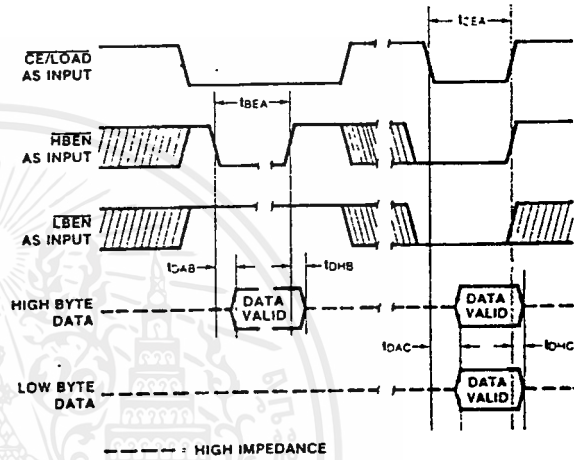 tCEA
CE/LOAD
AS INPUT
tBEA
HBEN
AS INPUT
LBEN
AS INPUT
tDAB
tDHB
HIGH BYTE
DATA
DATA
VALID
DATA
VALID
tDAC
tDHC
LOW BYTE
DATA
DATA
VALID
= HIGH IMPEDANCE